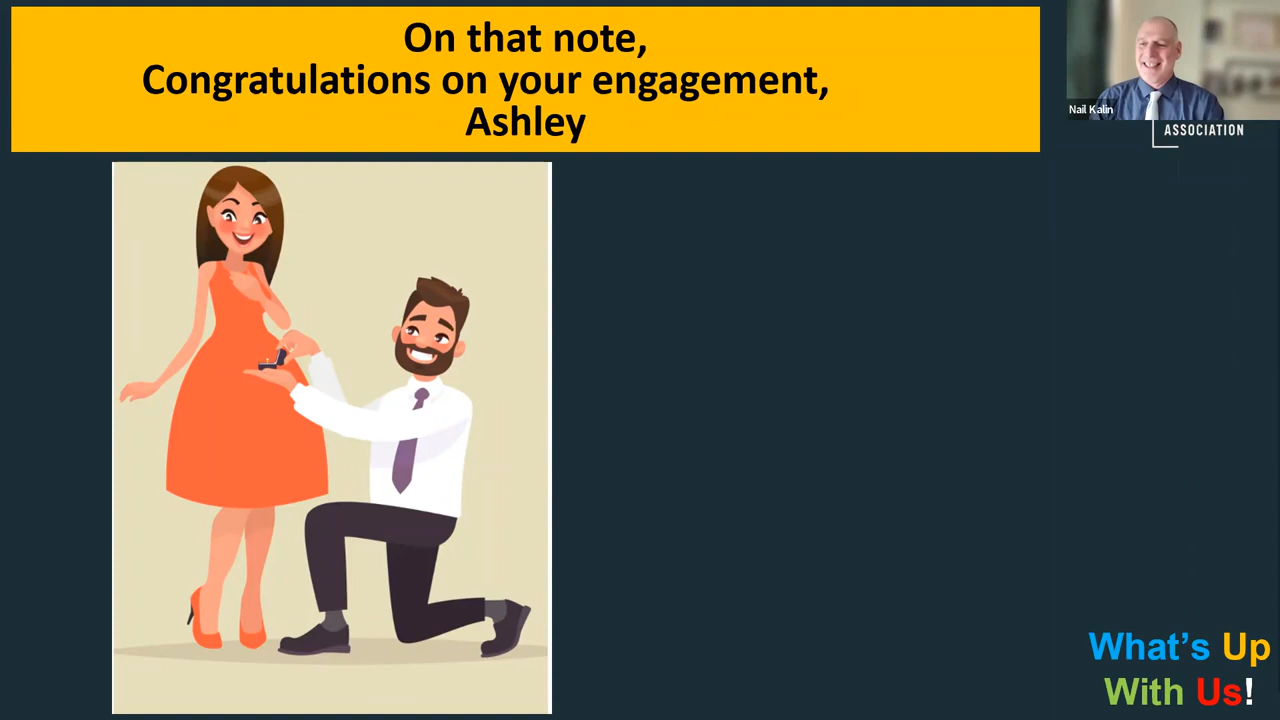 On that note,
Congratulations on your engagement,
Ashley
Nail Kalin
ASSOCIATION
What's Up
With Us!